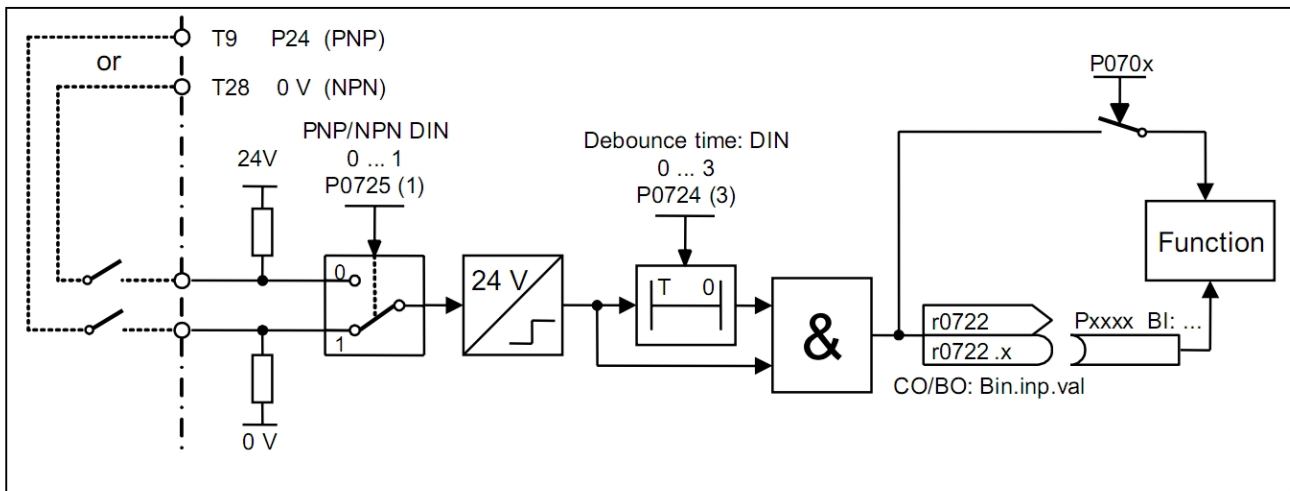 T9 P24 (PNP)
or
T28 0 V (NPN)
P070x
PNP/NPN DIN
0 ... 1
P0725 (1)
24V
Debounce time: DIN
0 ... 3
P0724 (3)
Function
0
24 V
T 0
1
&
r0722
r0722 .x
Pxxxx BI: ...
CO/BO: Bin.inp.val
0 V